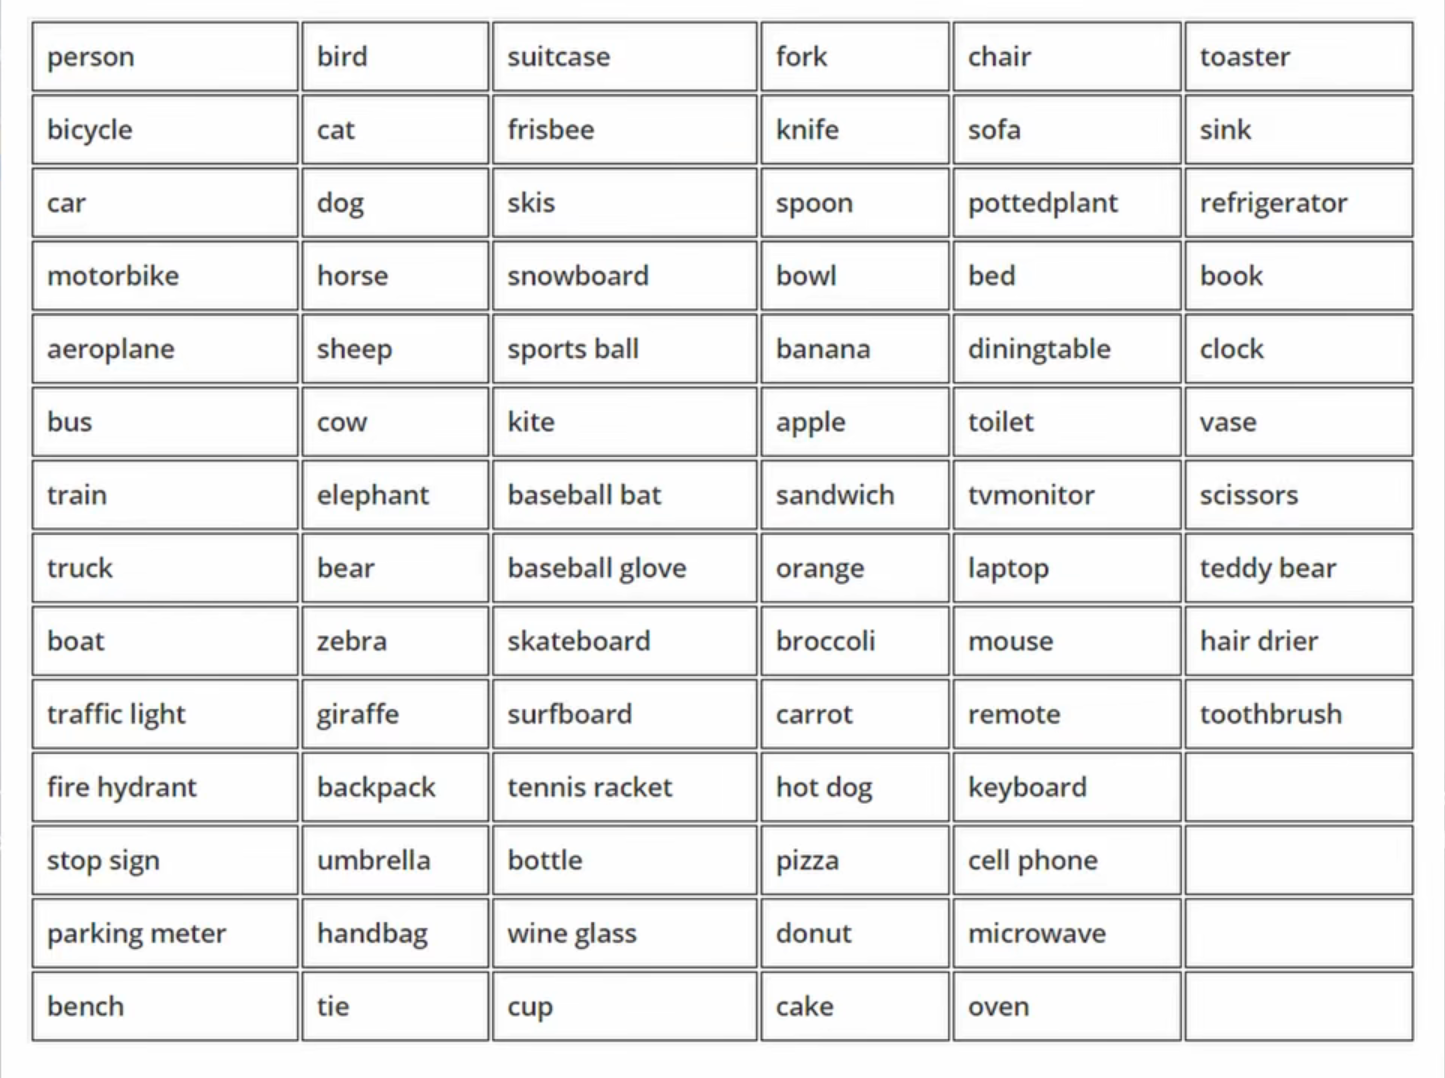 person bird suitcase fork chair toaster
bicycle cat frisbee knife sofa sink
car dog skis spoon pottedplant refrigerator
motorbike horse snowboard bowl bed book
aeroplane sheep sports ball banana diningtable clock
bus cow kite apple toilet vase
train elephant baseball bat sandwich tvmonitor scissors
truck bear baseball glove orange laptop teddy bear
boat zebra skateboard broccoli mouse hair drier
traffic light giraffe surfboard carrot remote toothbrush
fire hydrant backpack tennis racket hot dog keyboard
stop sign umbrella bottle pizza cell phone
parking meter handbag wine glass donut microwave
bench tie cup cake oven